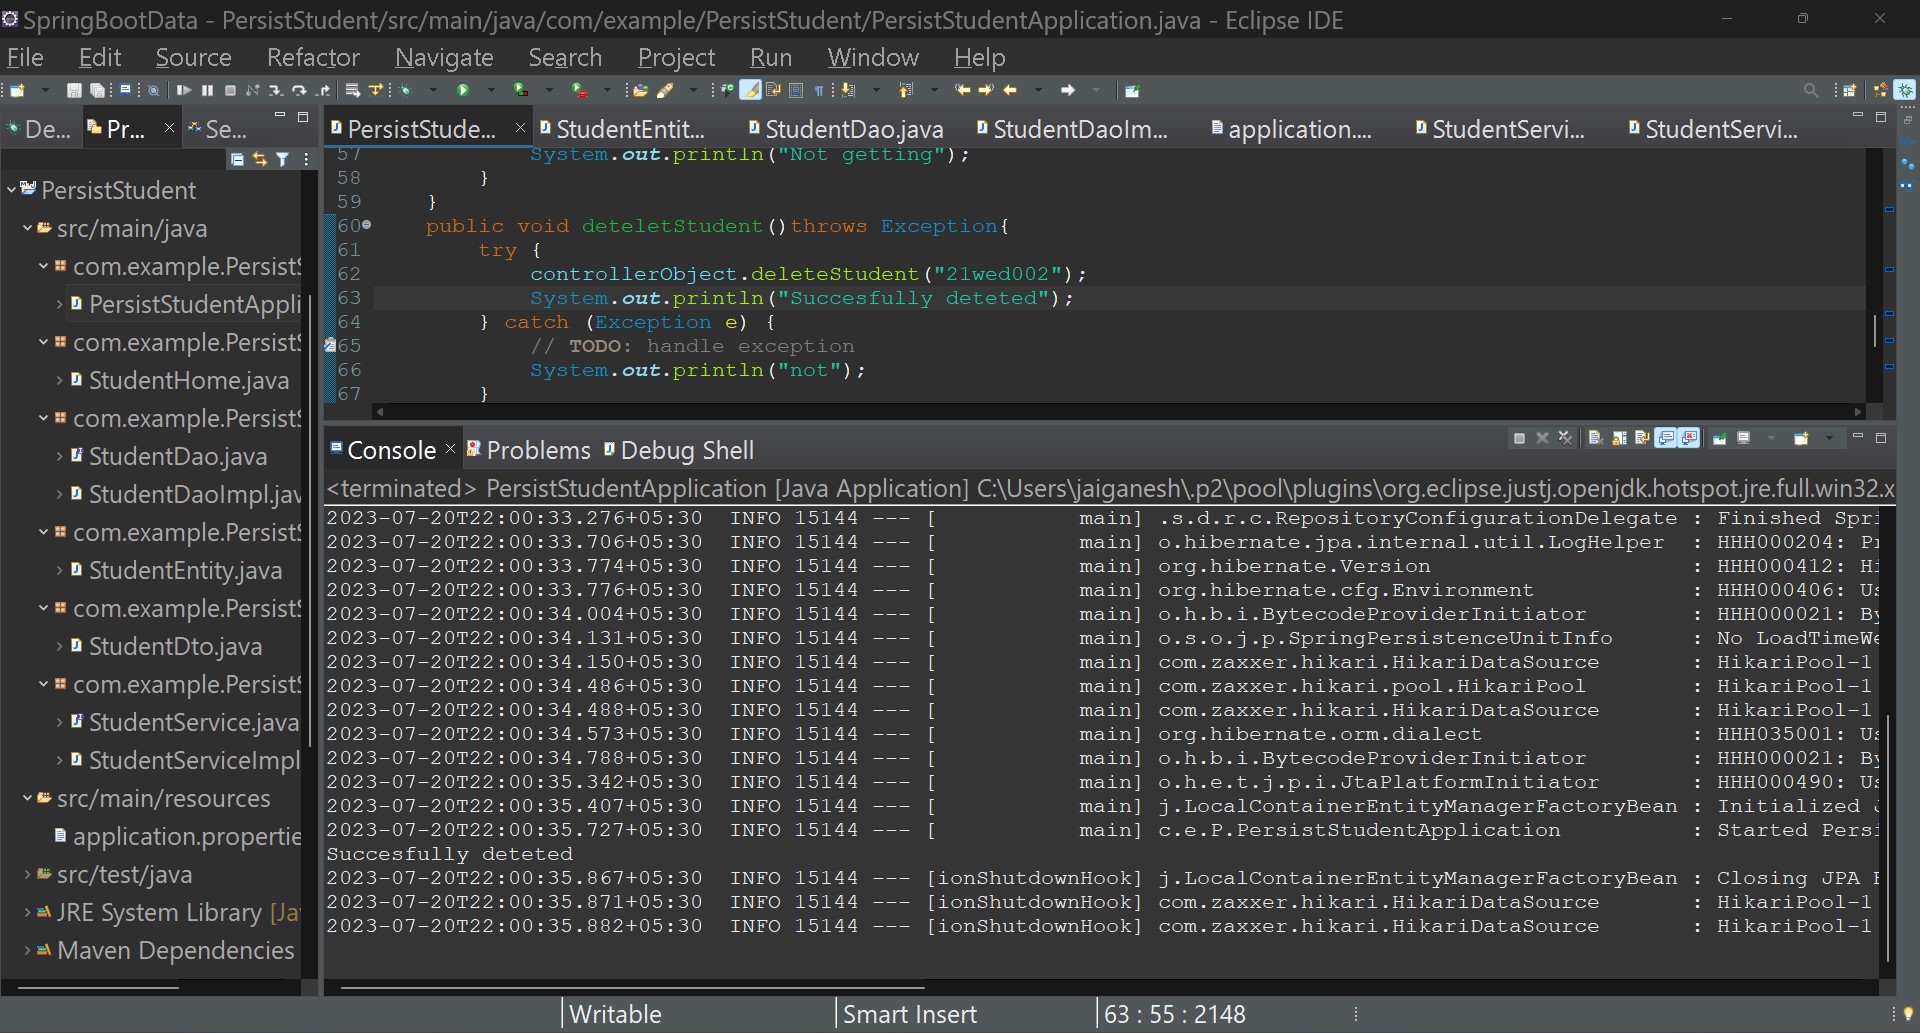 SpringBootData - PersistStudent/src/main/java/com/example/PersistStudent/PersistStudentApplication.java - Eclipse IDE
File Edit Source Refactor Navigate Search Project Run Window Help
De... Pr... Se...
PersistStude... StudentEntit... StudentDao.java StudentDaoIm... application.... StudentServi... StudentServi...
PersistStudent
src/main/java
com.example.Persist
PersistStudentAppli
com.example.Persist
StudentHome.java
com.example.Persist
StudentDao.java
StudentDaoImpl.jav
com.example.Persist
StudentEntity.java
com.example.Persist
StudentDto.java
com.example.Persist
StudentService.java
StudentServiceImpl
src/main/resources
application.propertie
src/test/java
JRE System Library [Ja
Maven Dependencies
57 System.out.println("Not getting");
58 }
59 }
60 public void deteletStudent()throws Exception{
61 try {
62 controllerObject.deleteStudent("21wed002");
63 System.out.println("Succesfully deteted");
64 } catch (Exception e) {
65 // TODO: handle exception
66 System.out.println("not");
67 }
Console Problems Debug Shell
<terminated> PersistStudentApplication [Java Application] C:\Users\jaiganesh\.p2\pool\plugins\org.eclipse.justj.openjdk.hotspot.jre.full.win32.x
2023-07-20T22:00:33.276+05:30 INFO 15144 --- [ main] .s.d.r.c.RepositoryConfigurationDelegate : Finished Spri
2023-07-20T22:00:33.706+05:30 INFO 15144 --- [ main] o.hibernate.jpa.internal.util.LogHelper : HHH000204: Pr
2023-07-20T22:00:33.774+05:30 INFO 15144 --- [ main] org.hibernate.Version : HHH000412: Hi
2023-07-20T22:00:33.776+05:30 INFO 15144 --- [ main] org.hibernate.cfg.Environment : HHH000406: Us
2023-07-20T22:00:34.004+05:30 INFO 15144 --- [ main] o.h.b.i.BytecodeProviderInitiator : HHH000021: By
2023-07-20T22:00:34.131+05:30 INFO 15144 --- [ main] o.s.o.j.p.SpringPersistenceUnitInfo : No LoadTimeWe
2023-07-20T22:00:34.150+05:30 INFO 15144 --- [ main] com.zaxxer.hikari.HikariDataSource : HikariPool-1
2023-07-20T22:00:34.486+05:30 INFO 15144 --- [ main] com.zaxxer.hikari.pool.HikariPool : HikariPool-1
2023-07-20T22:00:34.488+05:30 INFO 15144 --- [ main] com.zaxxer.hikari.HikariDataSource : HikariPool-1
2023-07-20T22:00:34.573+05:30 INFO 15144 --- [ main] org.hibernate.orm.dialect : HHH035001: Us
2023-07-20T22:00:34.788+05:30 INFO 15144 --- [ main] o.h.b.i.BytecodeProviderInitiator : HHH000021: By
2023-07-20T22:00:35.342+05:30 INFO 15144 --- [ main] o.h.e.t.j.p.i.JtaPlatformInitiator : HHH000490: Us
2023-07-20T22:00:35.407+05:30 INFO 15144 --- [ main] j.LocalContainerEntityManagerFactoryBean : Initialized J
2023-07-20T22:00:35.727+05:30 INFO 15144 --- [ main] c.e.P.PersistStudentApplication : Started Persi
Succesfully deteted
2023-07-20T22:00:35.867+05:30 INFO 15144 --- [ionShutdownHook] j.LocalContainerEntityManagerFactoryBean : Closing JPA E
2023-07-20T22:00:35.871+05:30 INFO 15144 --- [ionShutdownHook] com.zaxxer.hikari.HikariDataSource : HikariPool-1
2023-07-20T22:00:35.882+05:30 INFO 15144 --- [ionShutdownHook] com.zaxxer.hikari.HikariDataSource : HikariPool-1
Writable Smart Insert 63 : 55 : 2148